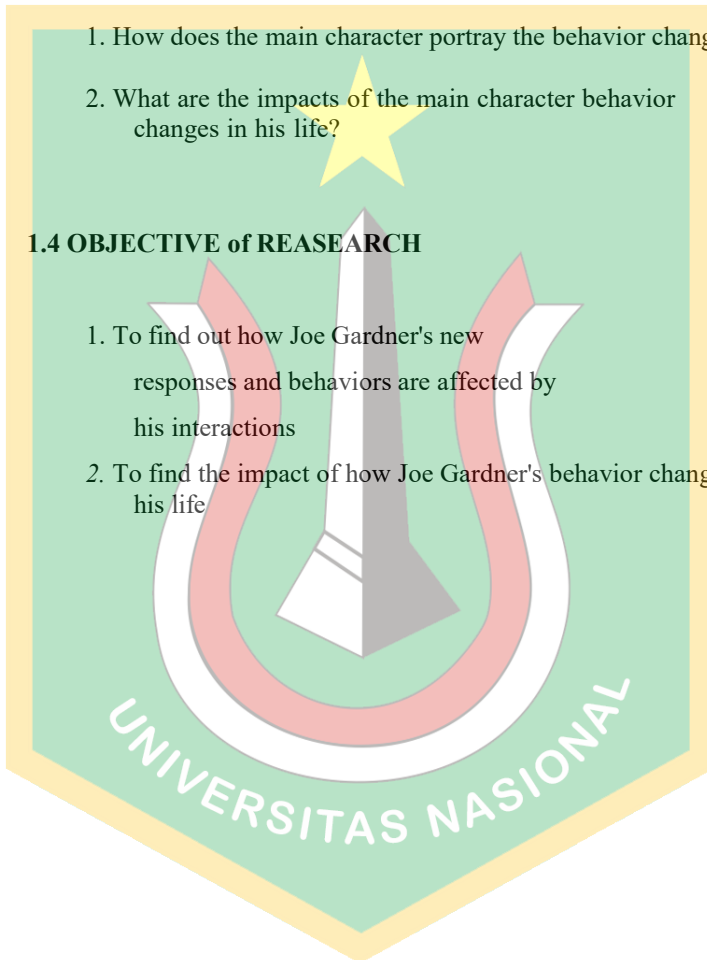 1. How does the main character portray the behavior chang
2. What are the impacts of the main character behavior
changes in his life?
1.4 OBJECTIVE of REASEARCH
1. To find out how Joe Gardner's new
responses and behaviors are affected by
his interactions
2. To find the impact of how Joe Gardner's behavior chang
his life
UNIVERSITAS NASIONAL